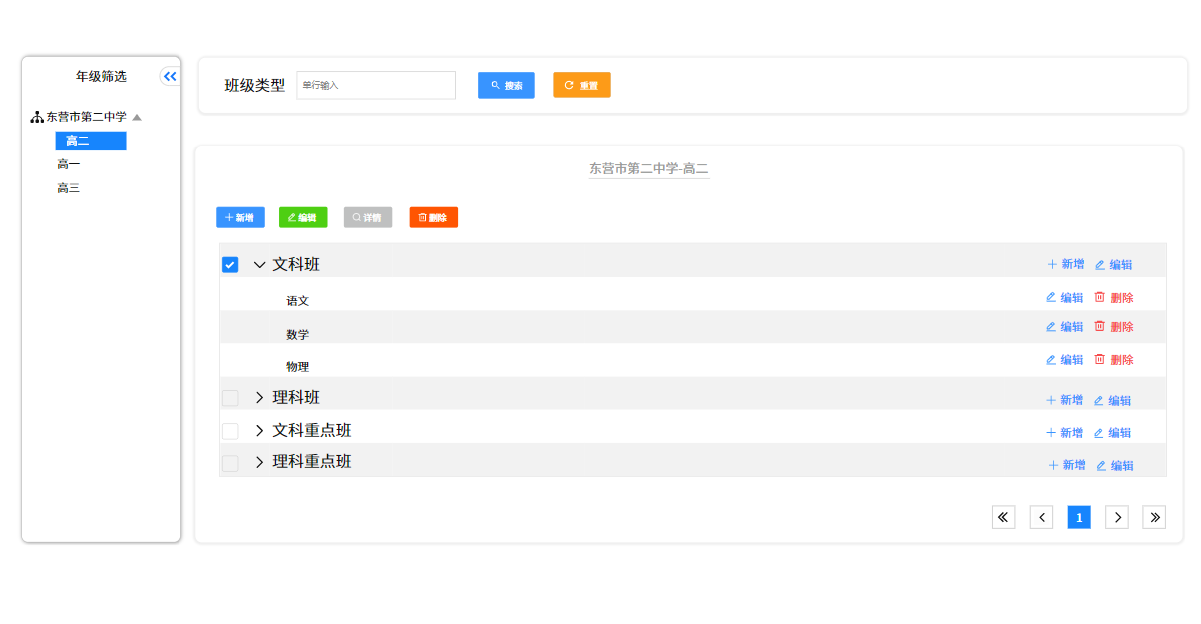 年级筛选
东营市第二中学
高二
高一
高三
班级类型 单行输入 搜索 重置
东营市第二中学-高二
新增 编辑 详情 删除
文科班 新增 编辑
语文 编辑 删除
数学 编辑 删除
物理 编辑 删除
理科班 新增 编辑
文科重点班 新增 编辑
理科重点班 新增 编辑
1